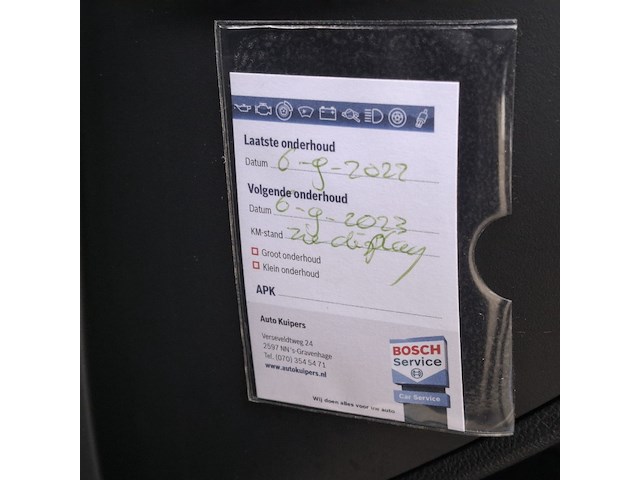 Laatste onderhoud
Datum 6-9-2022
Volgende onderhoud
Datum 6-9-2023
KM-stand zie display
Groot onderhoud
Klein onderhoud
APK
Auto Kuipers
Verseveldtweg 24
2597 NN 's-Gravenhage
Tel. (070) 354 54 71
www.autokuipers.nl
BOSCH
Service
Car Service
Wij doen alles voor uw auto